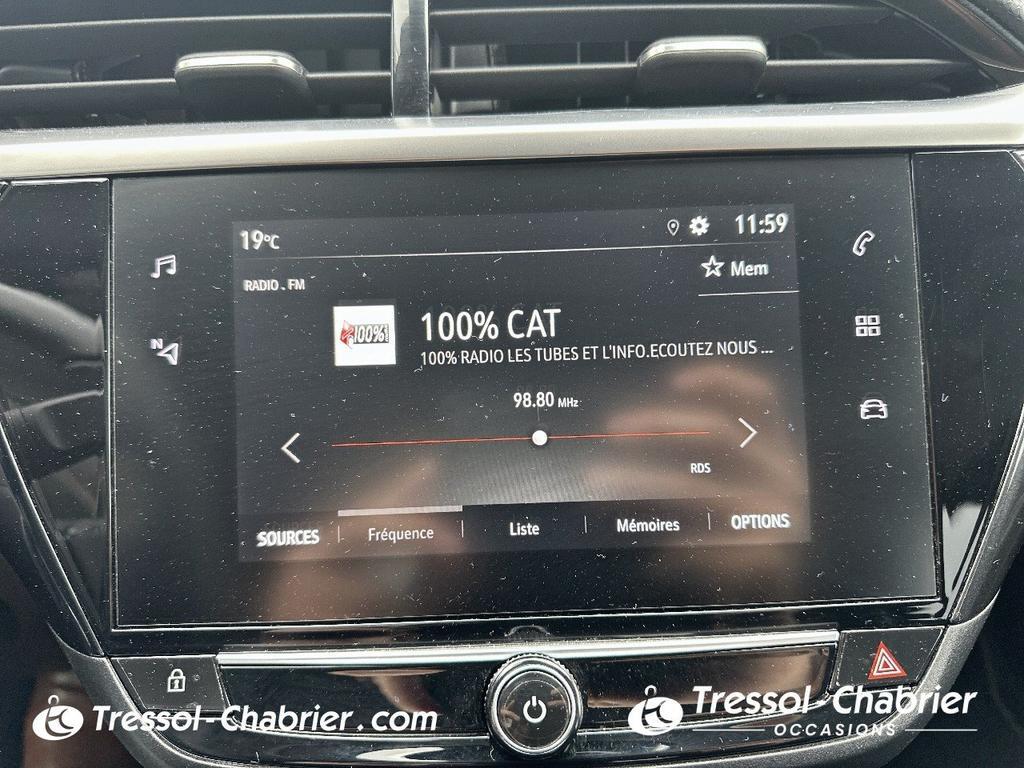 19°C
11:59
Mem
RADIO . FM
N
100%
100% CAT
100% RADIO LES TUBES ET L'INFO.ECOUTEZ NOUS ...
98.80 MHz
RDS
SOURCES
Fréquence
Liste
Mémoires
OPTIONS
Tressol-Chabrier.com
Tressol-Chabrier
OCCASIONS